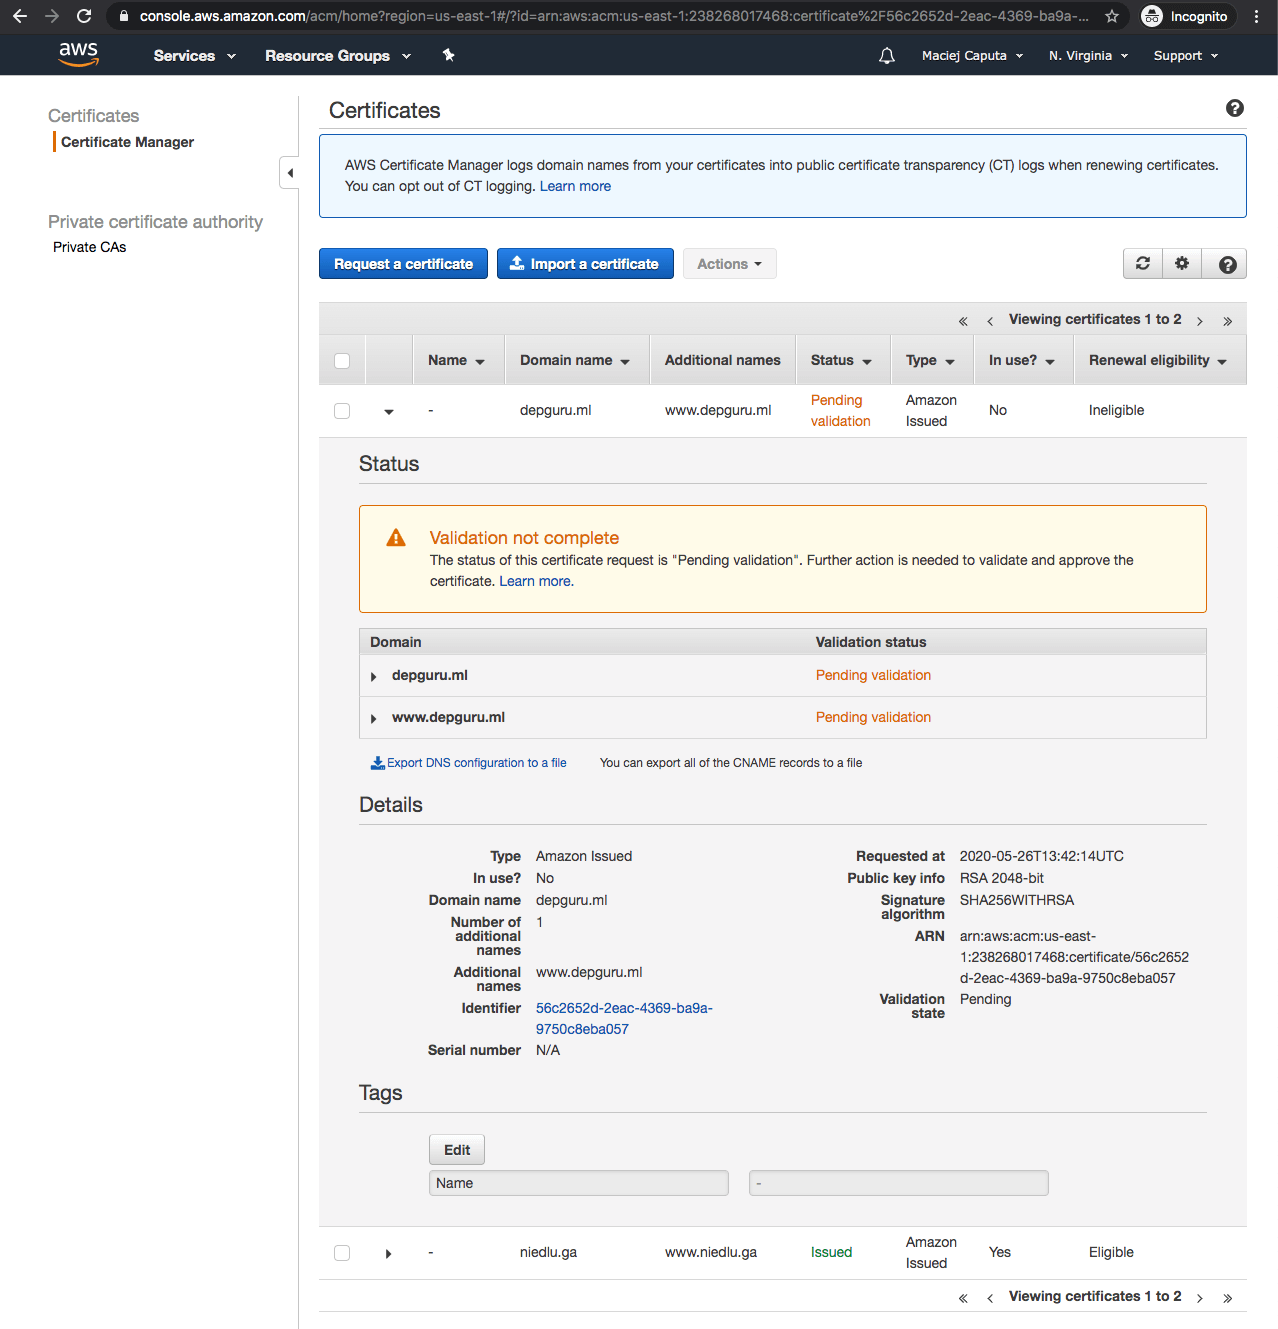 console.aws.amazon.com/acm/home?region=us-east-1#/?id=arn:aws:acm:us-east-1:238268017468:certificate%2F56c2652d-2eac-4369-ba9a-...
Incognito
aws
Services
Resource Groups
Maciej Caputa
N. Virginia
Support
Certificates
Certificate Manager
Private certificate authority
Private CAs
Certificates
AWS Certificate Manager logs domain names from your certificates into public certificate transparency (CT) logs when renewing certificates.
You can opt out of CT logging. Learn more
Request a certificate
Import a certificate
Actions
« ‹ Viewing certificates 1 to 2 › »
Name Domain name Additional names Status Type In use? Renewal eligibility
- depguru.ml www.depguru.ml Pending validation Amazon Issued No Ineligible
Status
Validation not complete
The status of this certificate request is "Pending validation". Further action is needed to validate and approve the
certificate. Learn more.
Domain Validation status
depguru.ml Pending validation
www.depguru.ml Pending validation
Export DNS configuration to a file You can export all of the CNAME records to a file
Details
Type Amazon Issued
In use? No
Domain name depguru.ml
Number of additional names 1
Additional names www.depguru.ml
Identifier 56c2652d-2eac-4369-ba9a-
9750c8eba057
Serial number N/A
Requested at 2020-05-26T13:42:14UTC
Public key info RSA 2048-bit
Signature algorithm SHA256WITHRSA
ARN arn:aws:acm:us-east-
1:238268017468:certificate/56c2652
d-2eac-4369-ba9a-9750c8eba057
Validation state Pending
Tags
Edit
Name -
- niedlu.ga www.niedlu.ga Issued Amazon Issued Yes Eligible
« ‹ Viewing certificates 1 to 2 › »